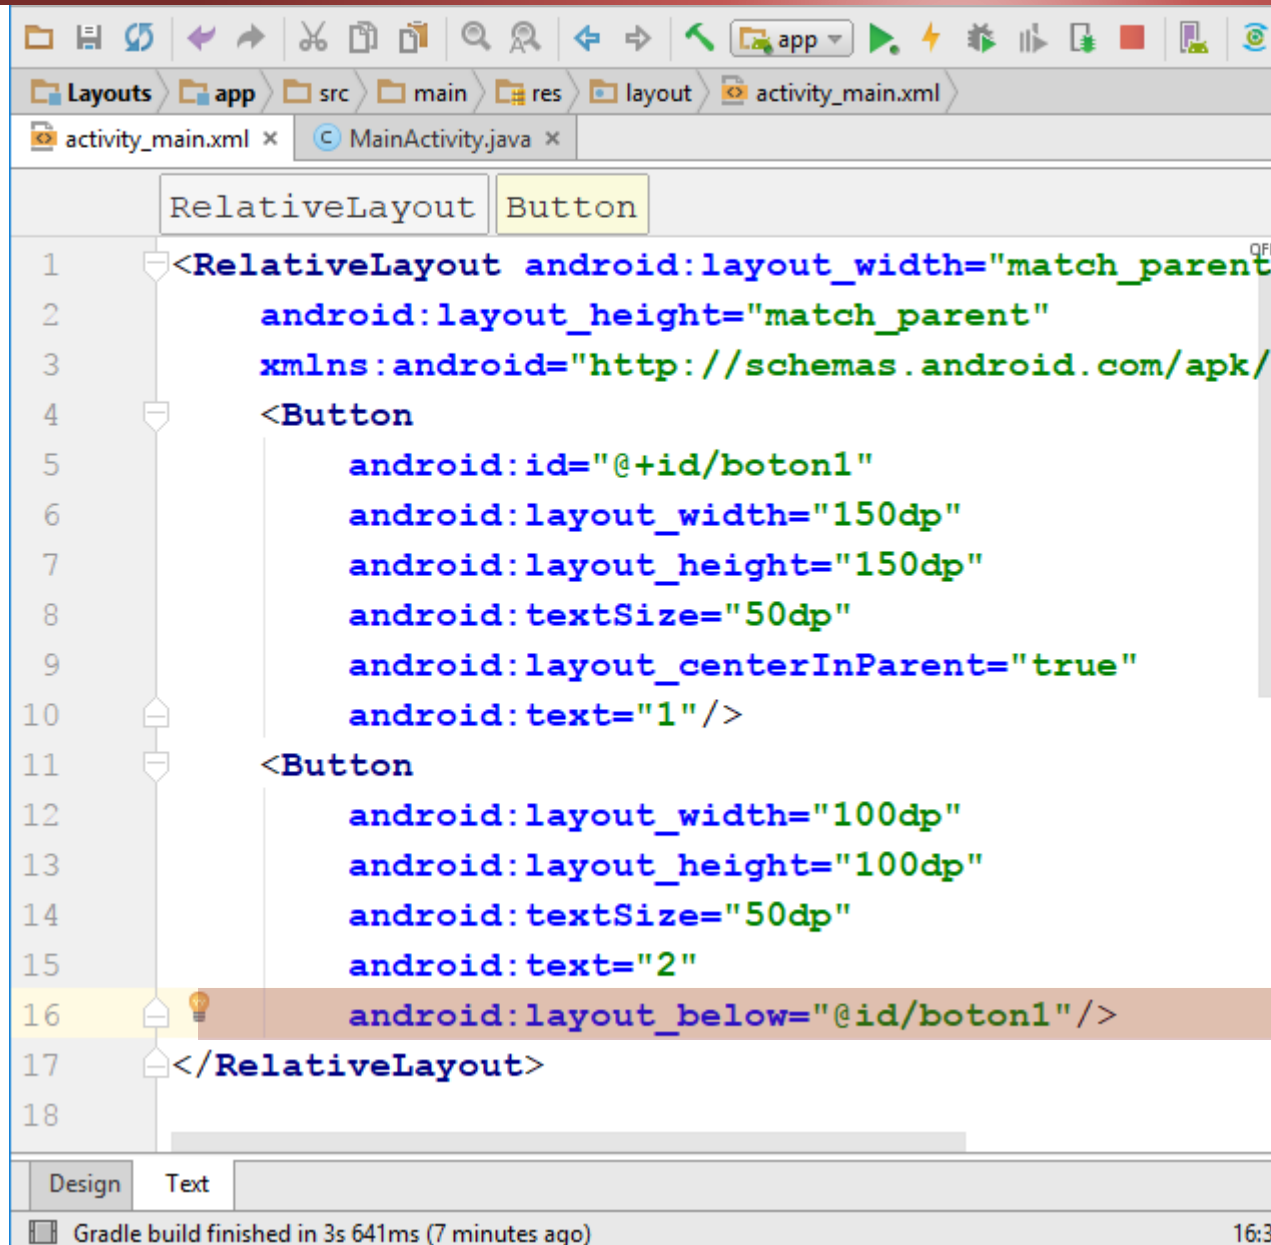 app
Layouts app src main res layout activity_main.xml
activity_main.xml × MainActivity.java ×
RelativeLayout Button
1 <RelativeLayout android:layout_width="match_parent
2 android:layout_height="match_parent"
3 xmlns:android="http://schemas.android.com/apk/
4 <Button
5 android:id="@+id/boton1"
6 android:layout_width="150dp"
7 android:layout_height="150dp"
8 android:textSize="50dp"
9 android:layout_centerInParent="true"
10 android:text="1"/>
11 <Button
12 android:layout_width="100dp"
13 android:layout_height="100dp"
14 android:textSize="50dp"
15 android:text="2"
16 android:layout_below="@id/boton1"/>
17 </RelativeLayout>
18
Design Text
Gradle build finished in 3s 641ms (7 minutes ago) 16:3